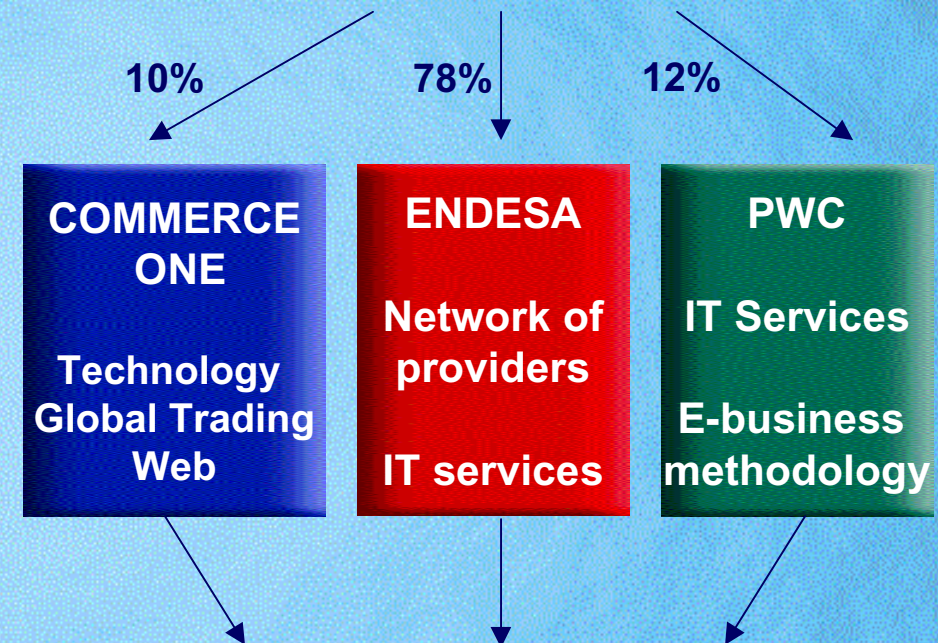 10%
78%
12%
COMMERCE
ONE
Technology
Global Trading
Web
ENDESA
Network of
providers
IT services
PWC
IT Services
E-business
methodology